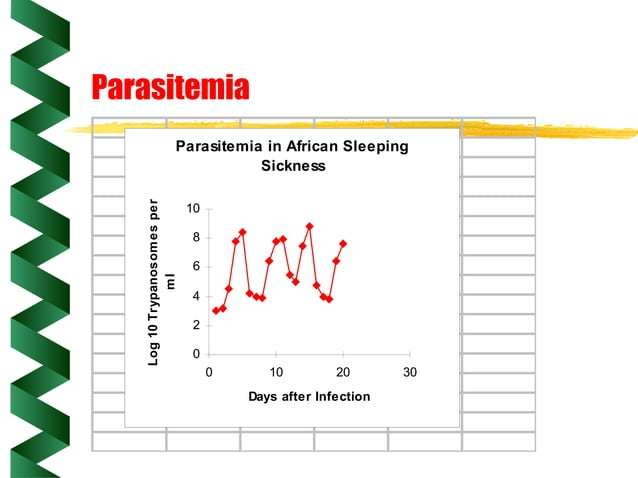 Parasitemia
Parasitemia in African Sleeping
Sickness
Log 10 Trypanosomes per
ml
10
8
6
4
2
0
0 10 20 30
Days after Infection